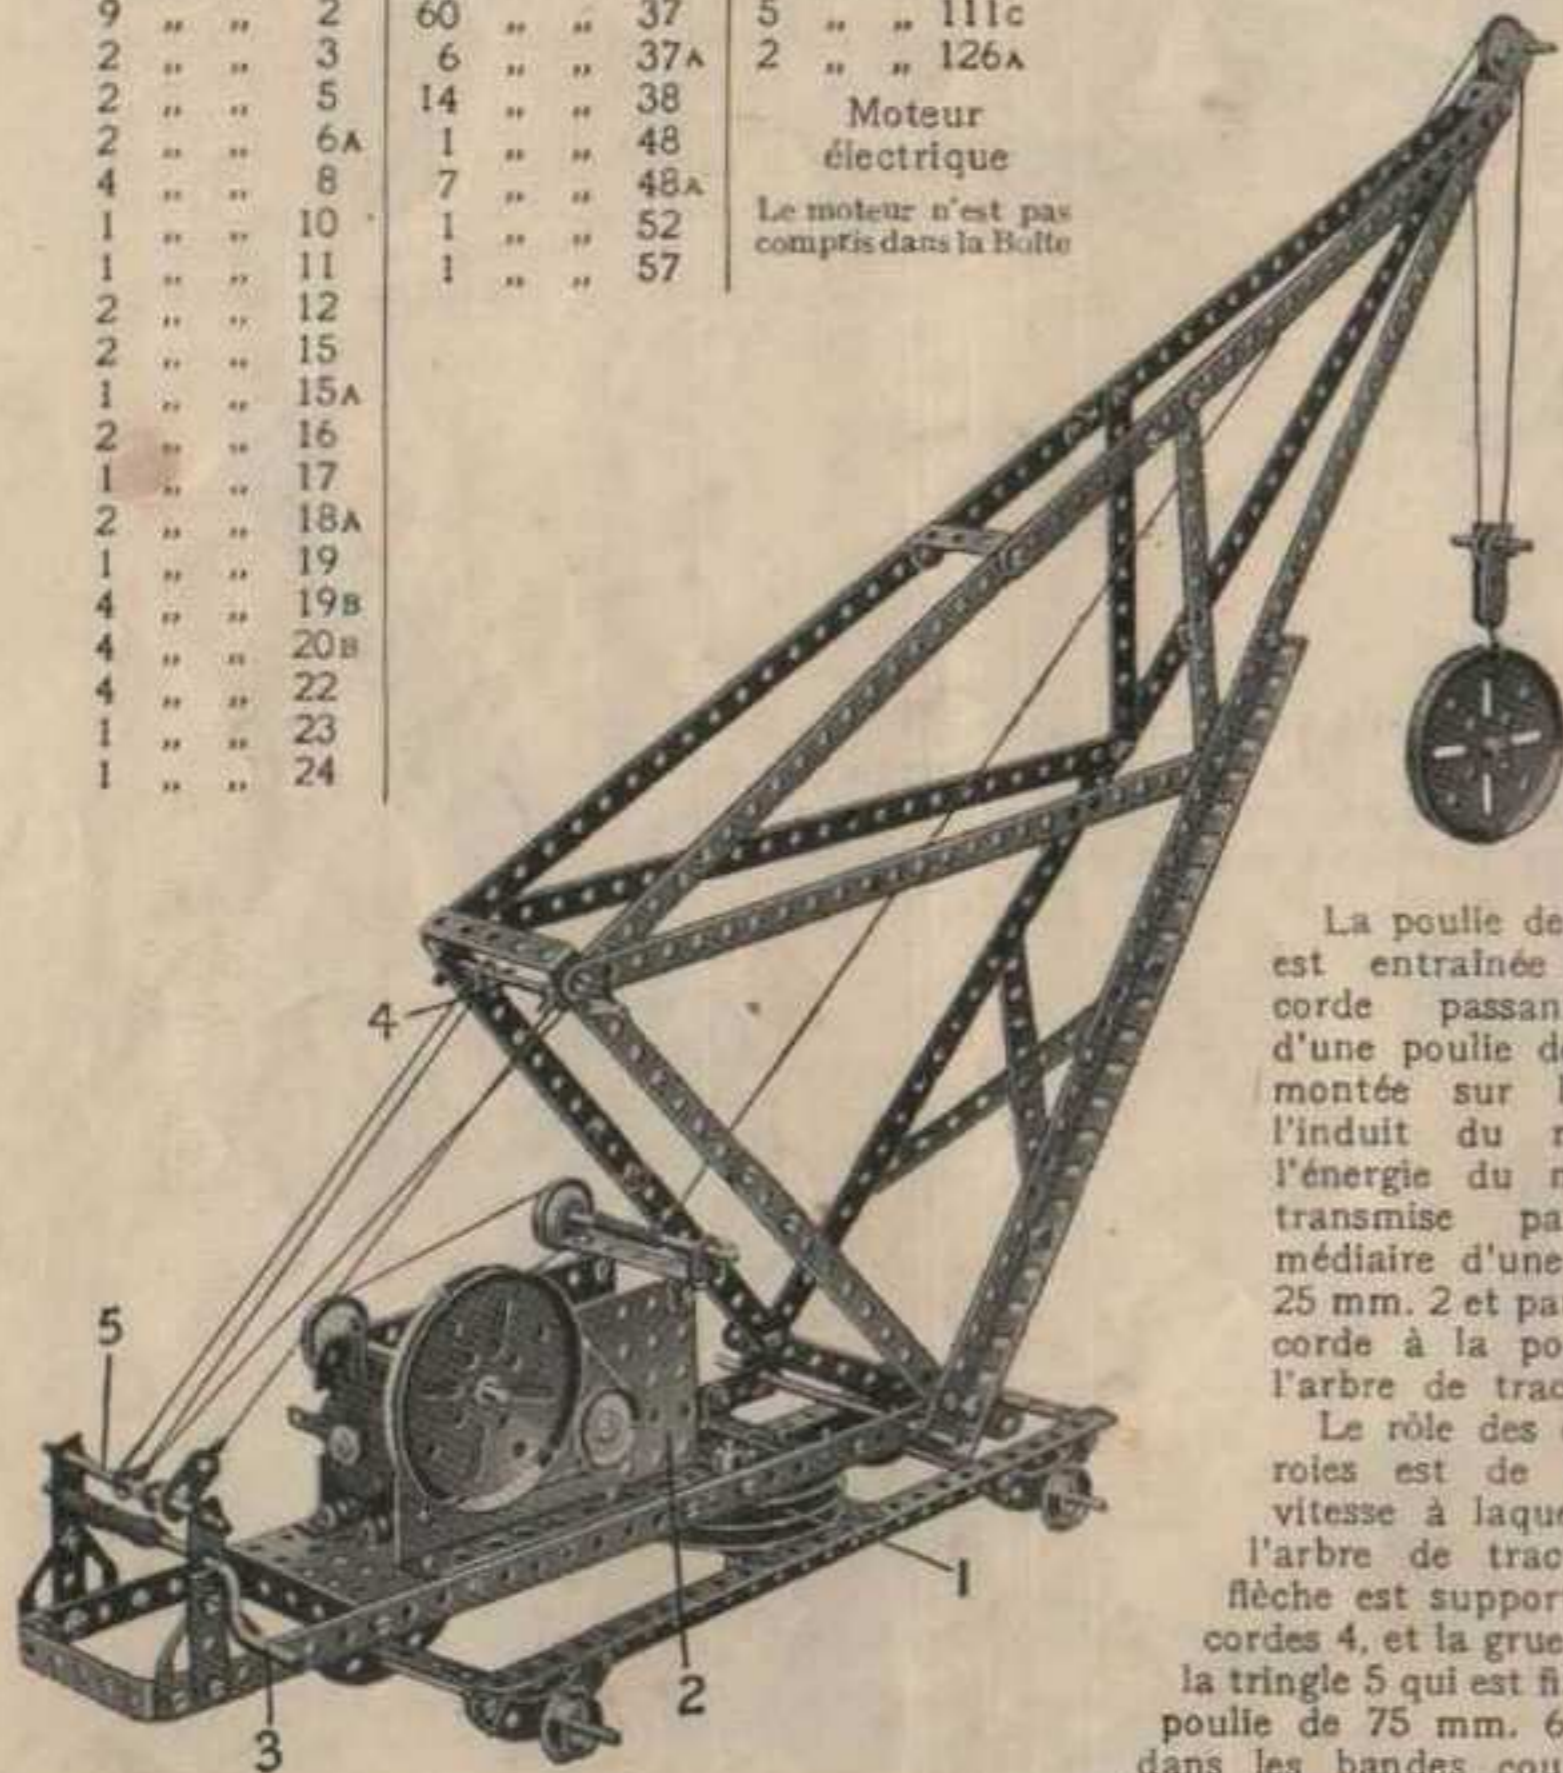 9 „ „ 2
2 „ „ 3
2 „ „ 5
2 „ „ 6A
4 „ „ 8
1 „ „ 10
1 „ „ 11
2 „ „ 12
2 „ „ 15
1 „ „ 15A
2 „ „ 16
1 „ „ 17
2 „ „ 18A
1 „ „ 19
4 „ „ 19B
4 „ „ 20B
4 „ „ 22
1 „ „ 23
1 „ „ 24
60 „ „ 37
6 „ „ 37A
14 „ „ 38
1 „ „ 48
7 „ „ 48A
1 „ „ 52
1 „ „ 57
5 „ „ 111c
2 „ „ 126A
Moteur
électrique
Le moteur n'est pas
compris dans la Boîte
4
5
1
2
3
La poulie de
est entraînée
corde passan
d'une poulie d
montée sur
l'induit du
l'énergie du
transmise pa
médiaire d'une
25 mm. 2 et pa
corde à la po
l'arbre de trac
Le rôle des
roies est de
vitesse à laqu
l'arbre de trac
flèche est suppor
cordes 4, et la grue
la tringle 5 qui est fi
poulie de 75 mm. 6
dans les bandes cou